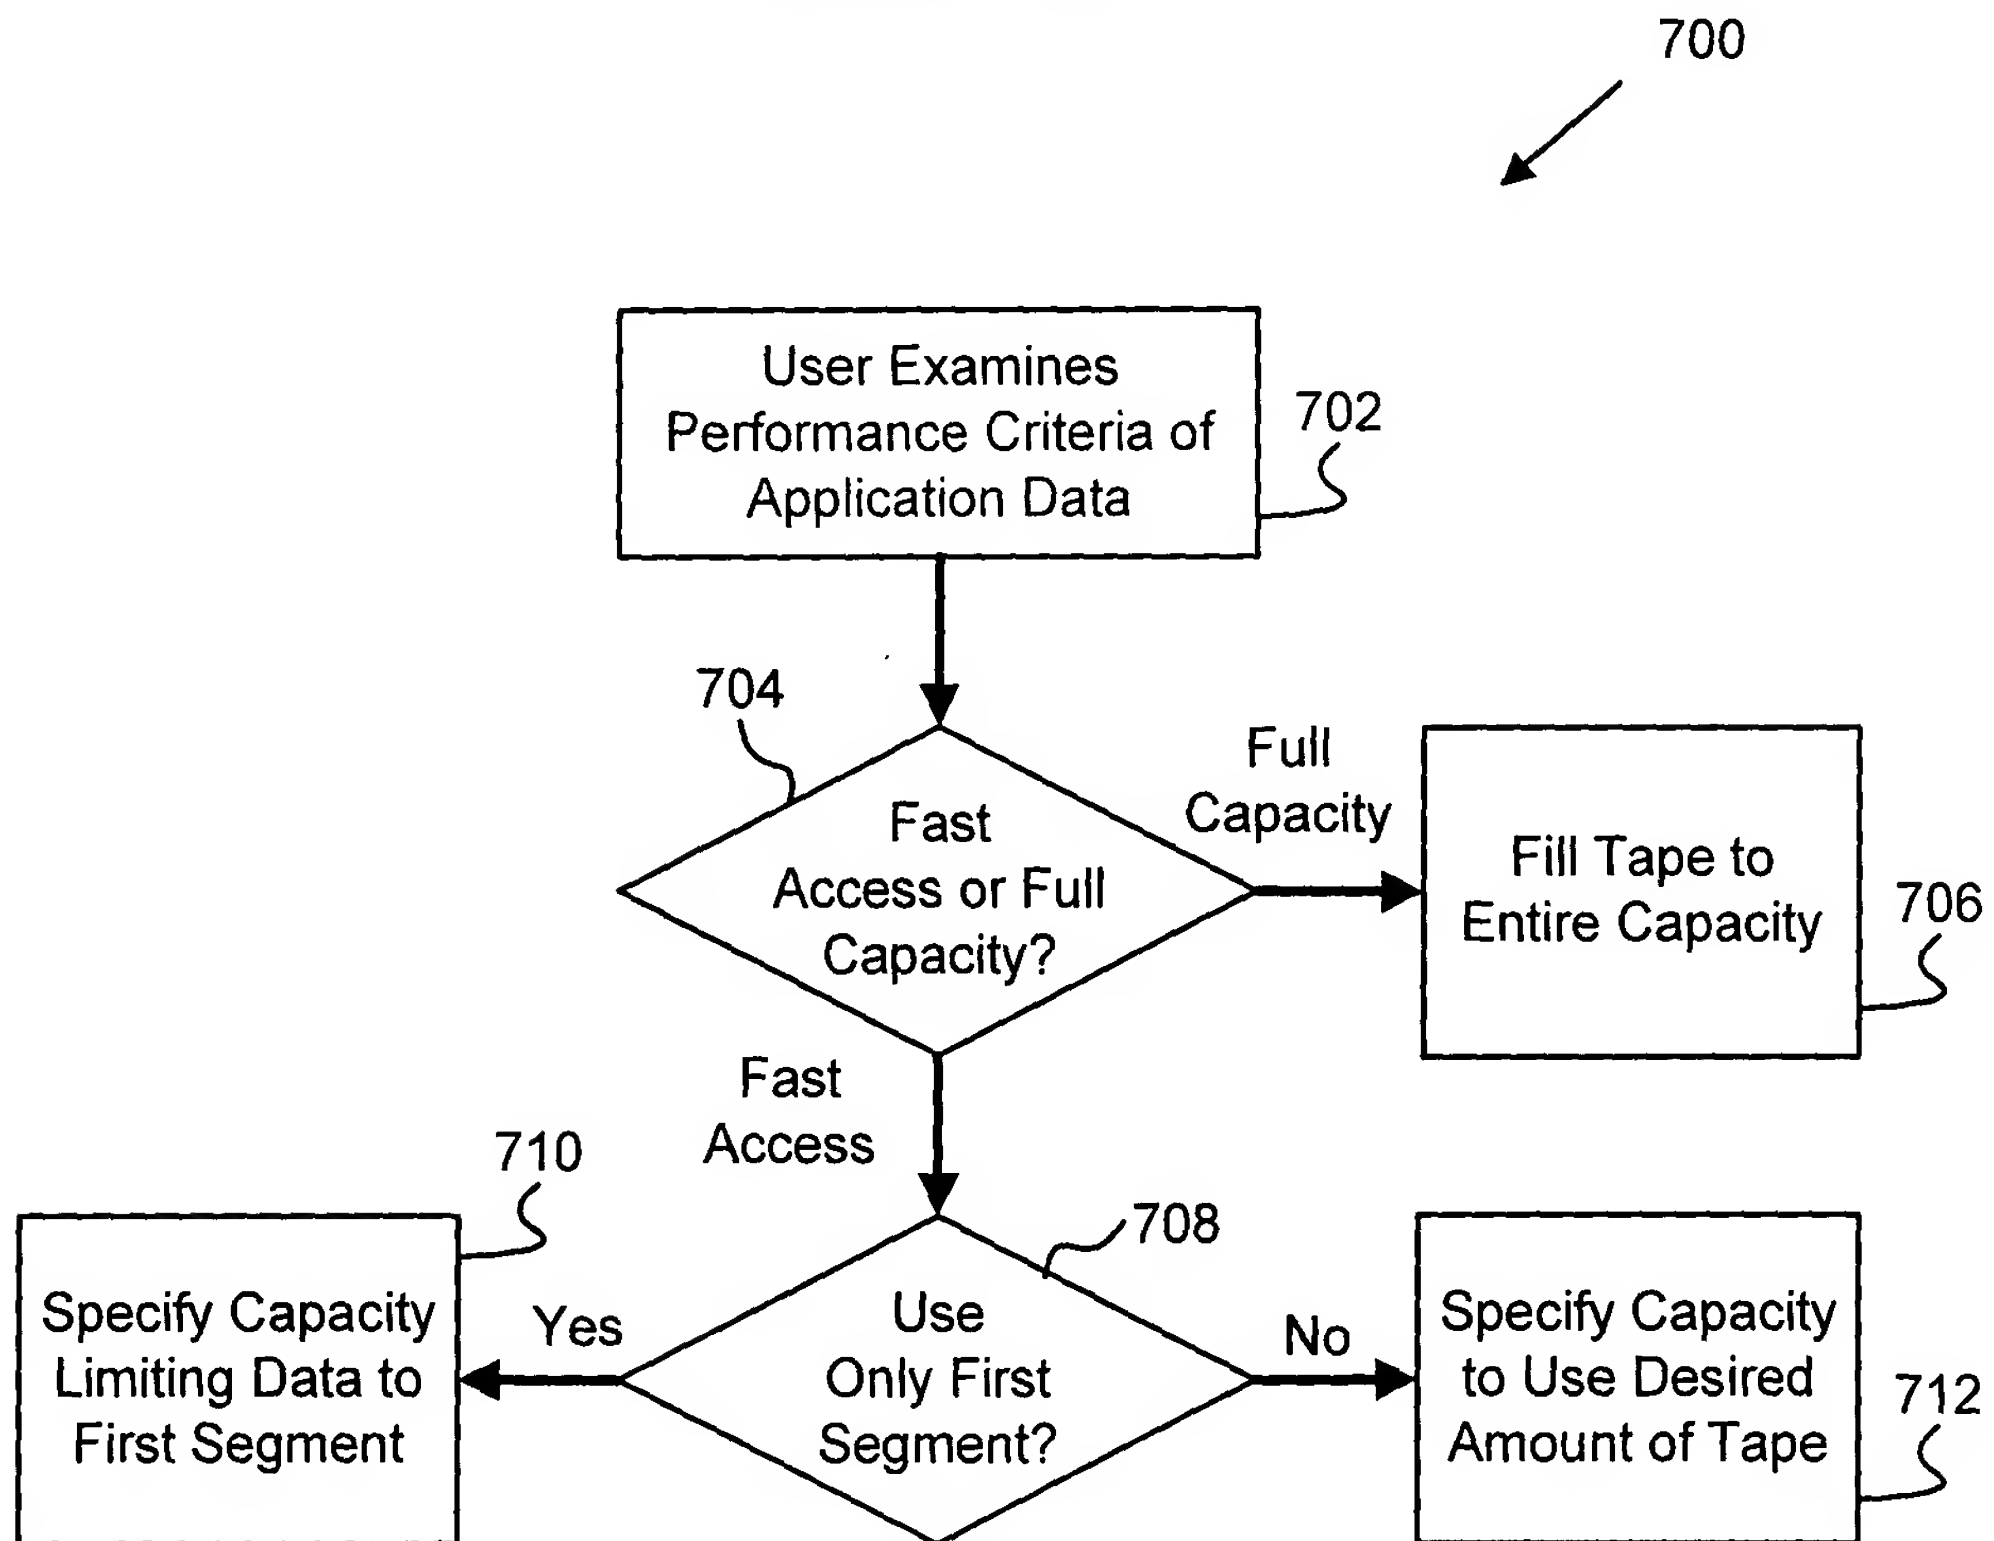 700
User Examines
Performance Criteria of
Application Data
702
704
Fast
Access or Full
Capacity?
Full
Capacity
Fill Tape to
Entire Capacity
706
Fast
Access
710
Specify Capacity
Limiting Data to
First Segment
Yes
708
Use
Only First
Segment?
No
Specify Capacity
to Use Desired
Amount of Tape
712